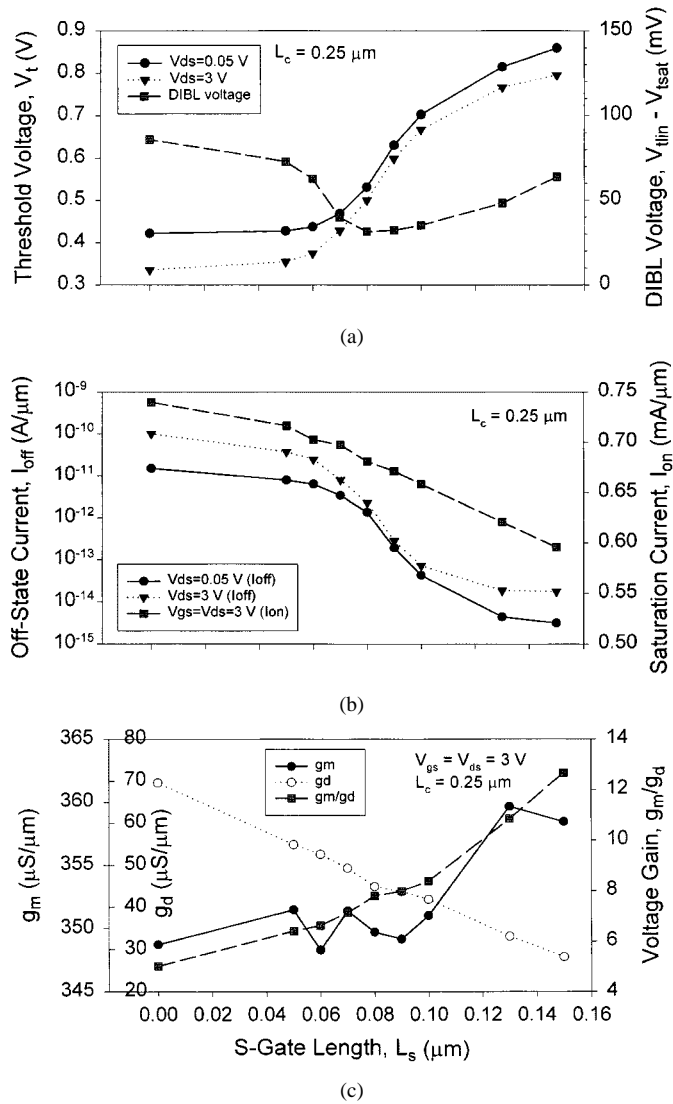 0.9
0.8
0.7
0.6
0.5
0.4
0.3
Threshold Voltage, Vt (V)
Vds=0.05 V
Vds=3 V
DIBL voltage
Lc = 0.25 μm
150
100
50
0
DIBL Voltage, Vtlin - Vtsat (mV)
(a)
10-9
10-10
10-11
10-12
10-13
10-14
10-15
Off-State Current, Ioff (A/μm)
Lc = 0.25 μm
Vds=0.05 V (Ioff)
Vds=3 V (Ioff)
Vgs=Vds=3 V (Ion)
0.75
0.70
0.65
0.60
0.55
0.50
Saturation Current, Ion (mA/μm)
(b)
365
360
355
350
345
gm (μS/μm)
80
70
60
50
40
30
20
gd (μS/μm)
gm
gd
gm/gd
Vgs = Vds = 3 V
Lc = 0.25 μm
14
12
10
8
6
4
Voltage Gain, gm/gd
0.00 0.02 0.04 0.06 0.08 0.10 0.12 0.14 0.16
S-Gate Length, Ls (μm)
(c)